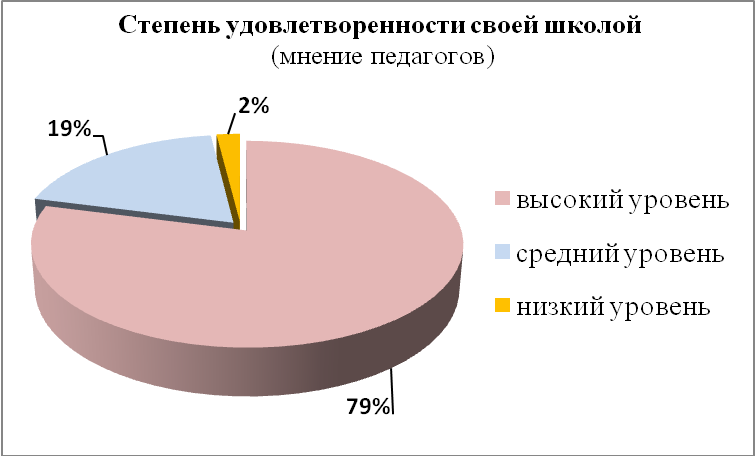 Степень удовлетворенности своей школой
(мнение педагогов)
2%
19%
высокий уровень
средний уровень
низкий уровень
79%